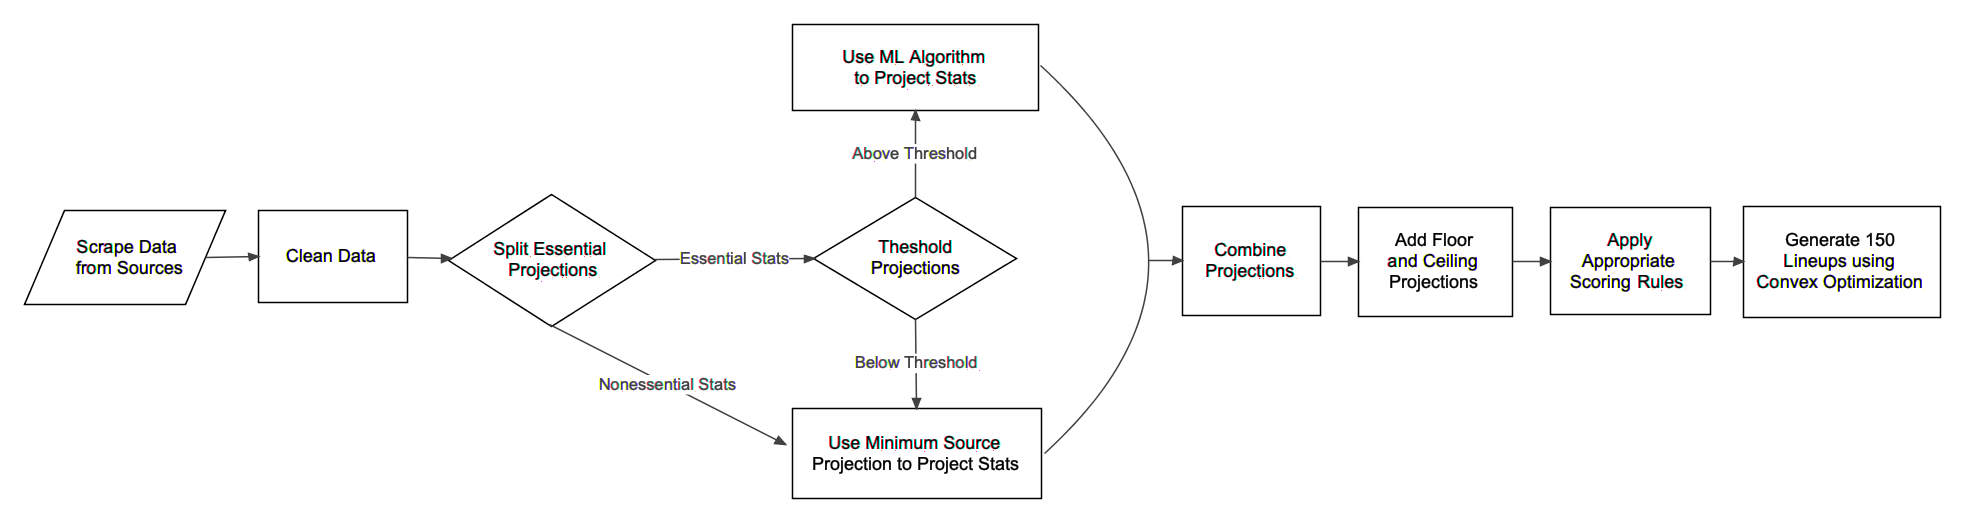 Use ML Algorithm
to Project Stats
Above Threshold
Scrape Data
from Sources
Clean Data
Split Essential
Projections
Essential Stats
Theshold
Projections
Combine
Projections
Add Floor
and Ceiling
Projections
Apply
Appropriate
Scoring Rules
Generate 150
Lineups using
Convex Optimization
Below Threshold
Nonessential Stats
Use Minimum Source
Projection to Project Stats